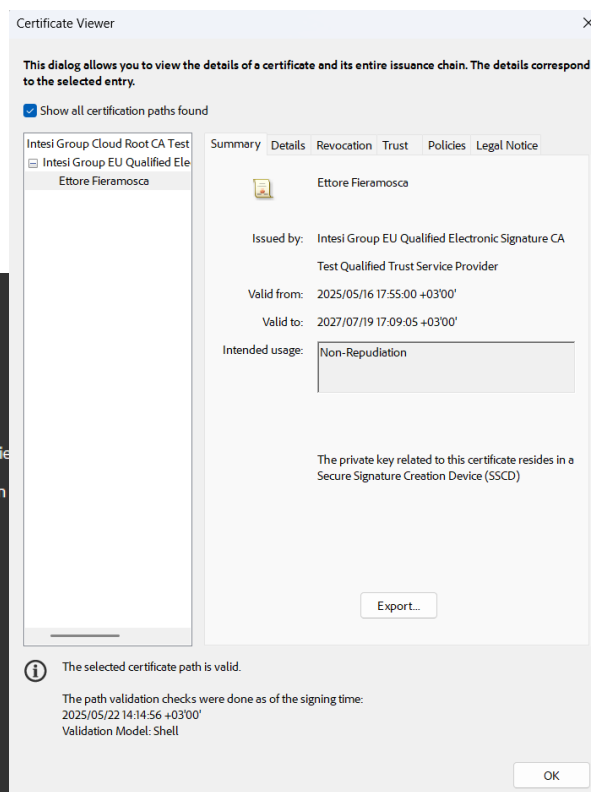 Certificate Viewer
This dialog allows you to view the details of a certificate and its entire issuance chain. The details correspond
to the selected entry.
Show all certification paths found
Intesi Group Cloud Root CA Test
Intesi Group EU Qualified Ele
Ettore Fieramosca
Summary Details Revocation Trust Policies Legal Notice
Ettore Fieramosca
Issued by: Intesi Group EU Qualified Electronic Signature CA
Test Qualified Trust Service Provider
Valid from: 2025/05/16 17:55:00 +03'00'
Valid to: 2027/07/19 17:09:05 +03'00'
Intended usage: Non-Repudiation
The private key related to this certificate resides in a
Secure Signature Creation Device (SSCD)
Export...
The selected certificate path is valid.
The path validation checks were done as of the signing time:
2025/05/22 14:14:56 +03'00'
Validation Model: Shell
OK